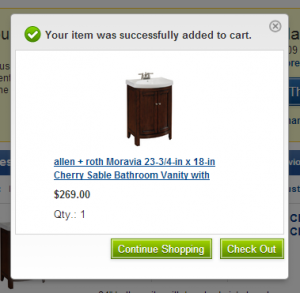 Your item was successfully added to cart.
allen + roth Moravia 23-3/4-in x 18-in
Cherry Sable Bathroom Vanity with
$269.00
Qty.: 1
Continue Shopping
Check Out